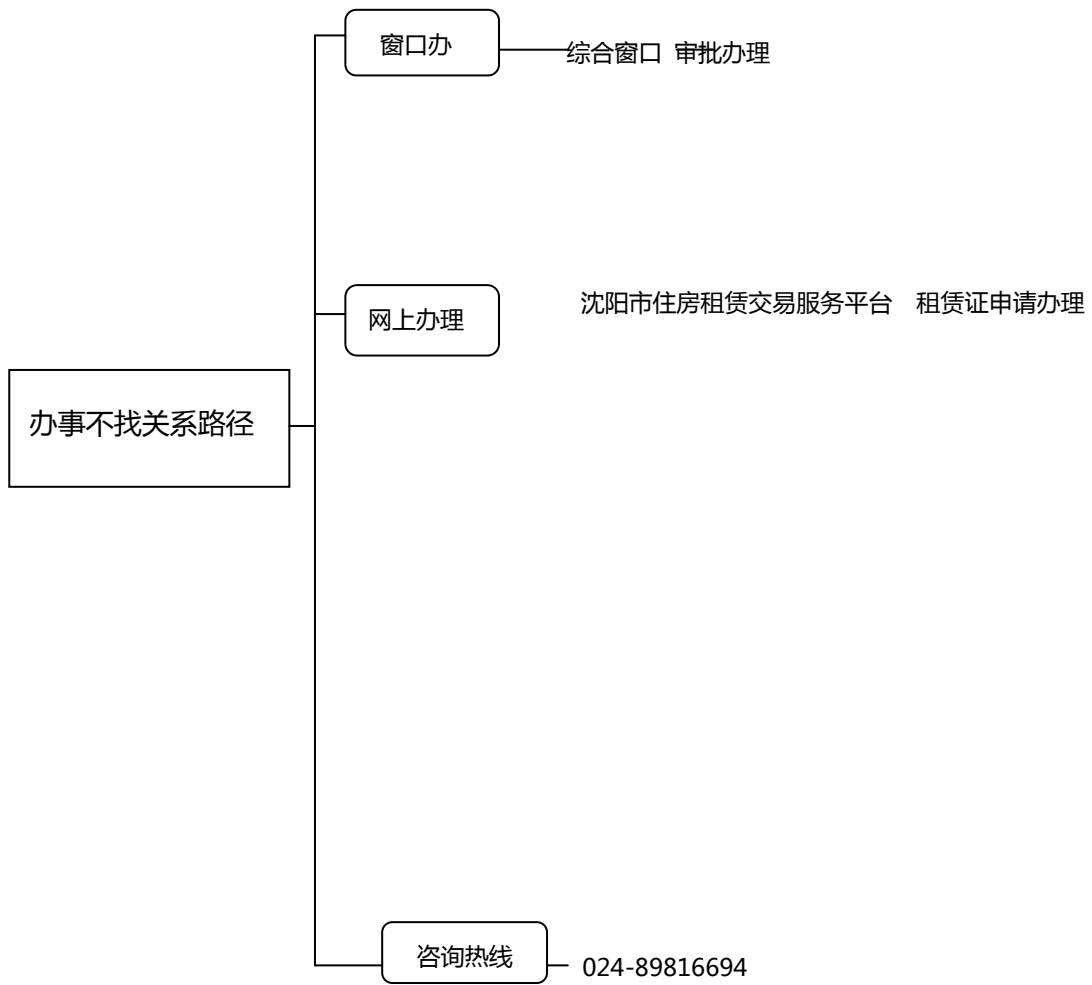 窗口办
综合窗口 审批办理
网上办理
沈阳市住房租赁交易服务平台 租赁证申请办理
办事不找关系路径
咨询热线
024-89816694